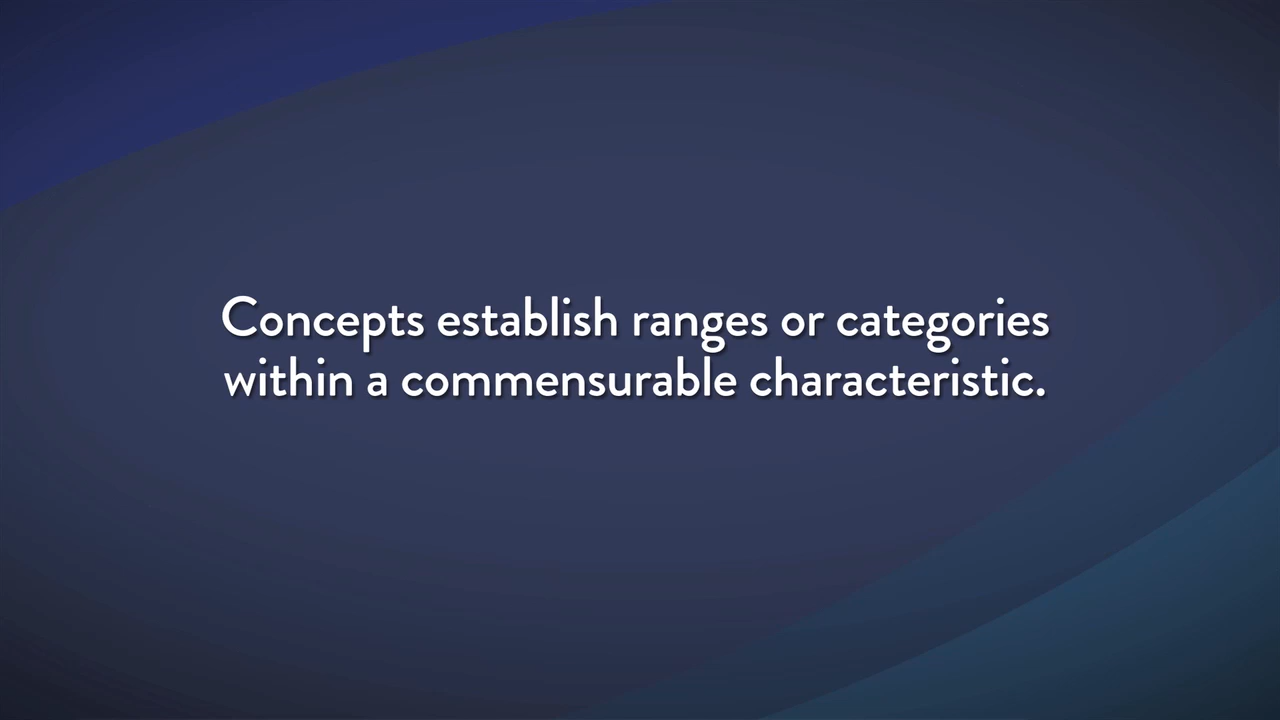 Concepts establish ranges or categories
within a commensurable characteristic.